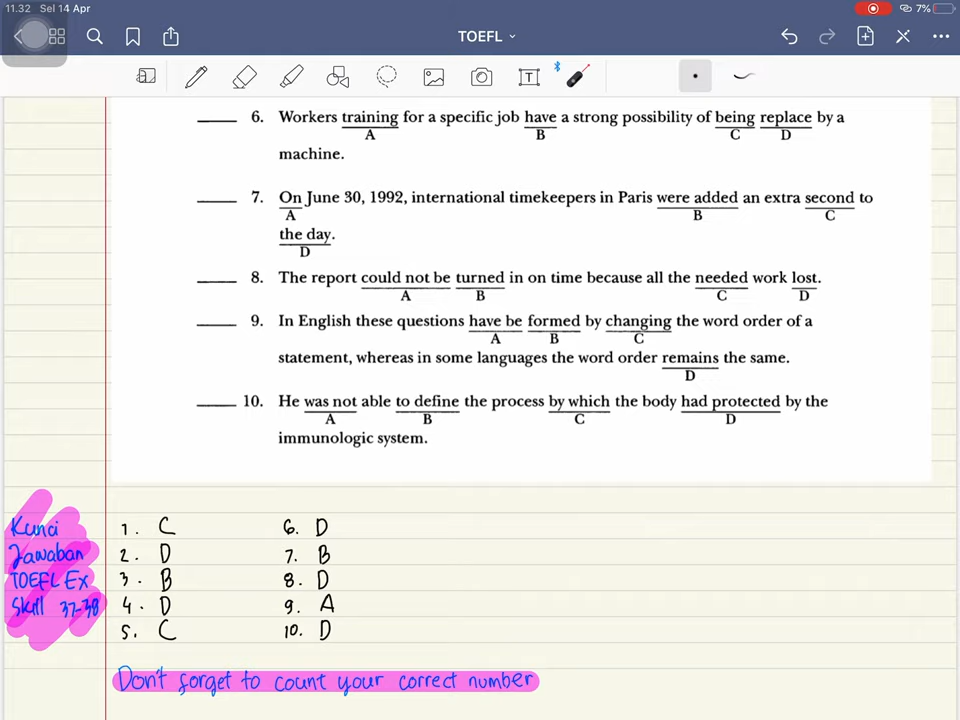 11.32 Sel 14 Apr
7%
TOEFL
6. Workers training for a specific job have a strong possibility of being replace by a
A B C D
machine.
7. On June 30, 1992, international timekeepers in Paris were added an extra second to
A B C
the day.
D
8. The report could not be turned in on time because all the needed work lost.
A B C D
9. In English these questions have be formed by changing the word order of a
A B C
statement, whereas in some languages the word order remains the same.
D
10. He was not able to define the process by which the body had protected by the
A B C D
immunologic system.
Kunci
Jawaban
TOEFL Ex
Skill 37-38
1. C
2. D
3. B
4. D
5. C
6. D
7. B
8. D
9. A
10. D
Don't forget to count your correct number